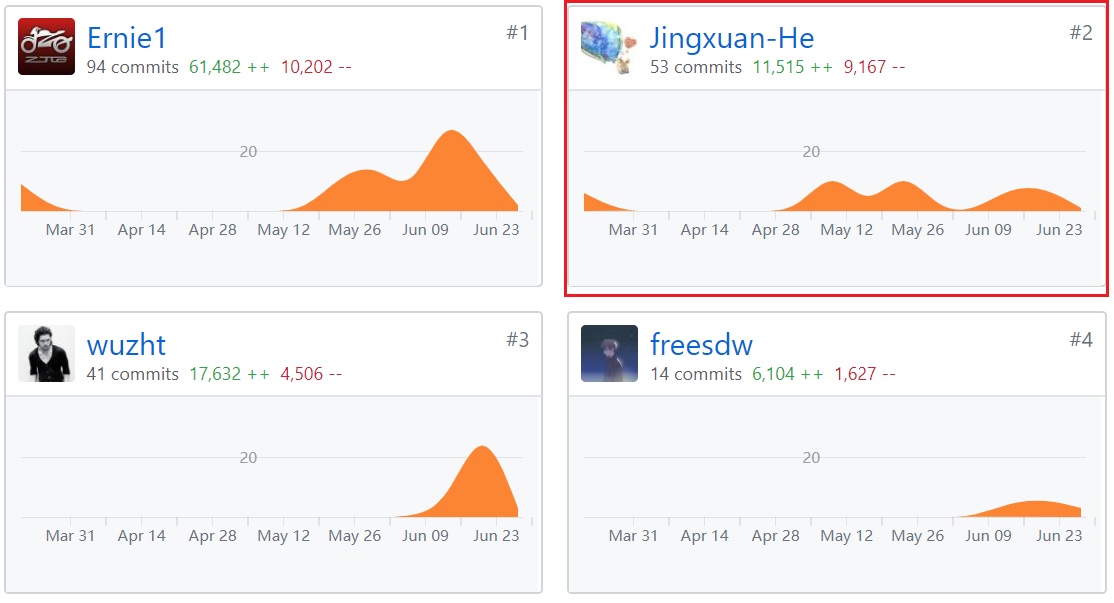 Ernie1 #1
94 commits 61,482 ++ 10,202 --
20
Mar 31 Apr 14 Apr 28 May 12 May 26 Jun 09 Jun 23
Jingxuan-He #2
53 commits 11,515 ++ 9,167 --
20
Mar 31 Apr 14 Apr 28 May 12 May 26 Jun 09 Jun 23
wuzht #3
41 commits 17,632 ++ 4,506 --
20
Mar 31 Apr 14 Apr 28 May 12 May 26 Jun 09 Jun 23
freesdw #4
14 commits 6,104 ++ 1,627 --
20
Mar 31 Apr 14 Apr 28 May 12 May 26 Jun 09 Jun 23